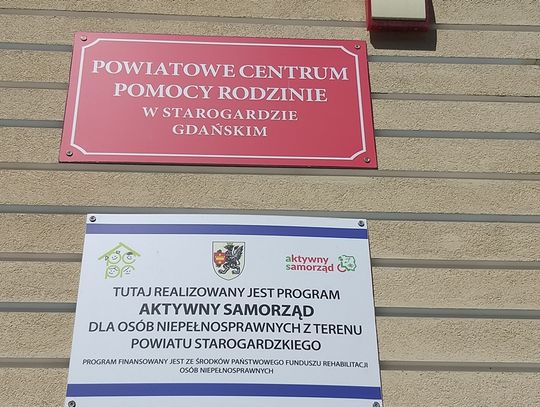 POWIATOWE CENTRUM
POMOCY RODZINIE
W STAROGARDZIE
GDAŃSKIM
aktywny
samorząd
TUTAJ REALIZOWANY JEST PROGRAM
AKTYWNY SAMORZĄD
DLA OSÓB NIEPEŁNOSPRAWNYCH Z TERENU
POWIATU STAROGARDZKIEGO
PROGRAM FINANSOWANY JEST ZE ŚRODKÓW PAŃSTWOWEGO FUNDUSZU REHABILITACJI
OSÓB NIEPEŁNOSPRAWNYCH